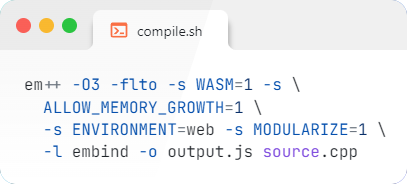 compile.sh
em++ -O3 -flto -s WASM=1 -s \
ALLOW_MEMORY_GROWTH=1 \
-s ENVIRONMENT=web -s MODULARIZE=1 \
-l embind -o output.js source.cpp